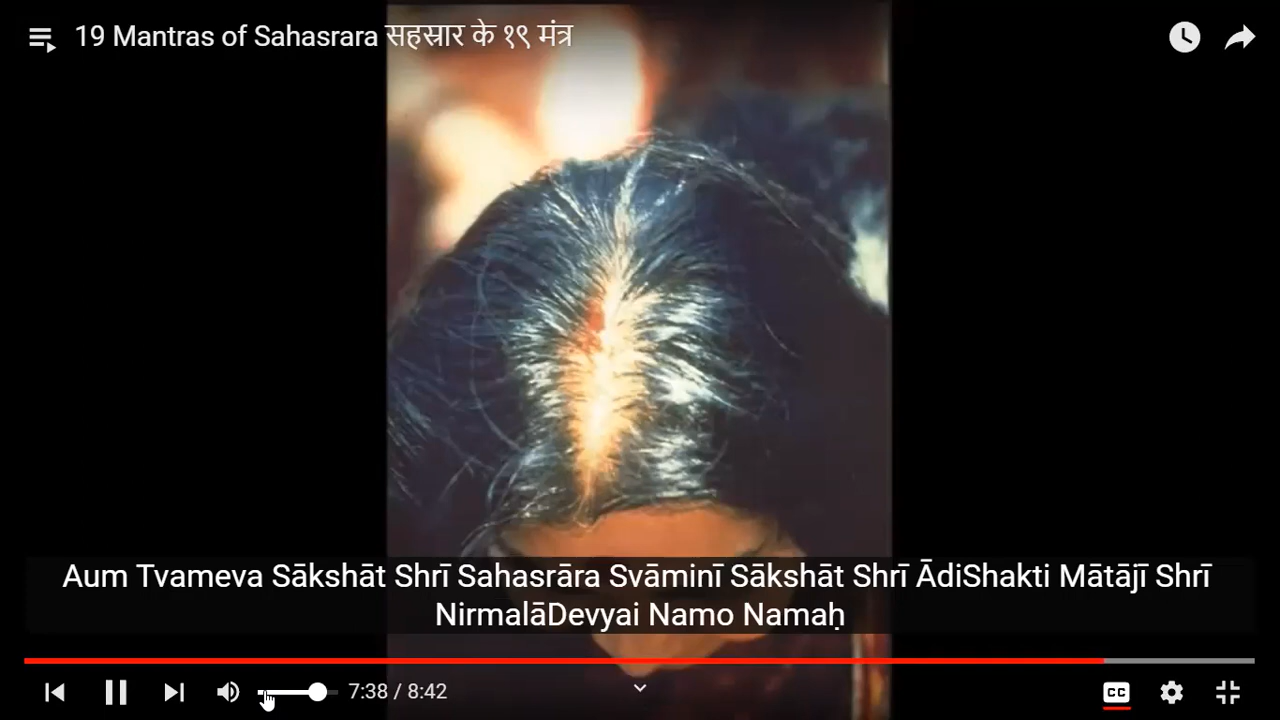 19 Mantras of Sahasrara सहस्रार के १९ मंत्र
Aum Tvameva Sākshāt Shrī Sahasrāra Svāminī Sākshāt Shrī ĀdiShakti Mātājī Shrī
NirmalāDevyai Namo Namaḥ
7:38 / 8:42
CC